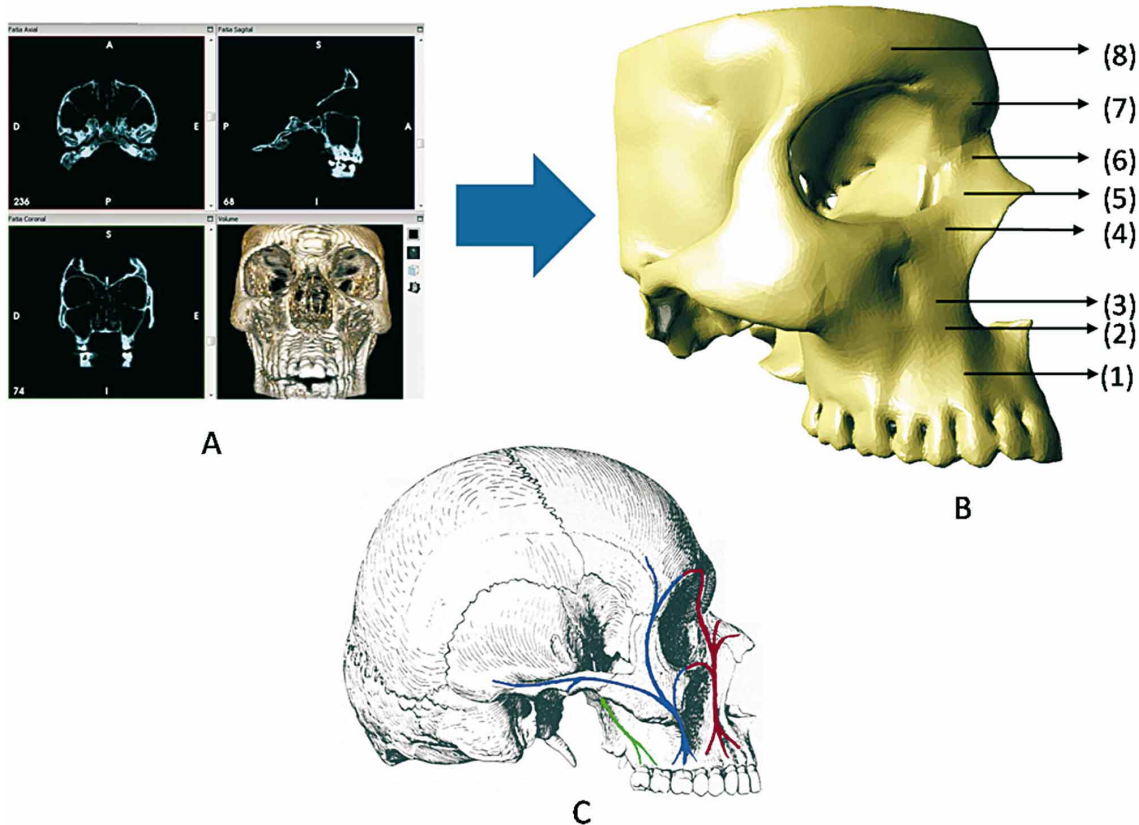 Fatia Axial
Fatia Sagital
A
S
D
E
P
A
236
P
68
I
Fatia Coronal
Volume
S
D
E
74
I
A
(8)
(7)
(6)
(5)
(4)
(3)
(2)
(1)
B
C